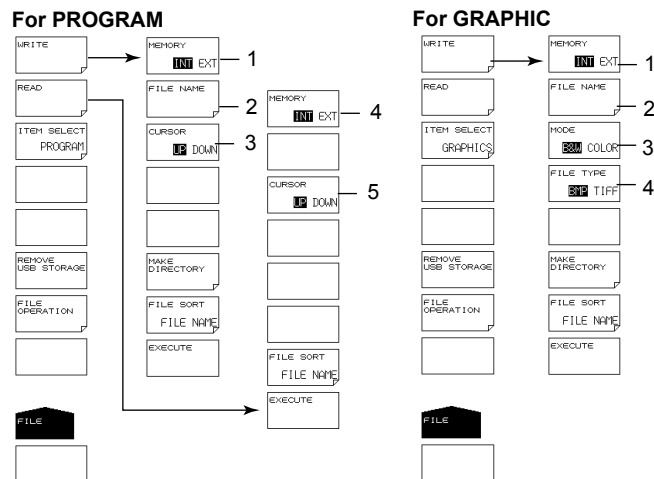 For PROGRAM
WRITE
READ
ITEM SELECT
PROGRAM
REMOVE
USB STORAGE
FILE
OPERATION
FILE
MEMORY
INT EXT
1
FILE NAME
2
CURSOR
UP DOWN
3
MAKE
DIRECTORY
FILE SORT
FILE NAME
EXECUTE
MEMORY
INT EXT
4
CURSOR
UP DOWN
5
FILE SORT
FILE NAME
EXECUTE
For GRAPHIC
WRITE
READ
ITEM SELECT
GRAPHICS
REMOVE
USB STORAGE
FILE
OPERATION
FILE
MEMORY
INT EXT
1
FILE NAME
2
MODE
B&W COLOR
3
FILE TYPE
BMP TIFF
4
MAKE
DIRECTORY
FILE SORT
FILE NAME
EXECUTE